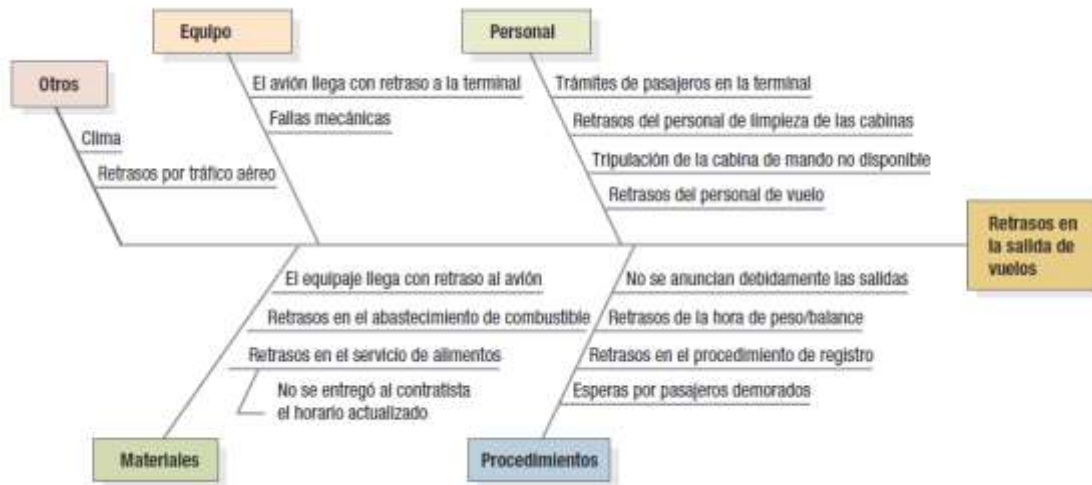 Equipo
Personal
Otros
El avión llega con retraso a la terminal
Fallas mecánicas
Trámites de pasajeros en la terminal
Retrasos del personal de limpieza de las cabinas
Tripulación de la cabina de mando no disponible
Retrasos del personal de vuelo
Clima
Retrasos por tráfico aéreo
Retrasos en
la salida de
vuelos
El equipaje llega con retraso al avión
Retrasos en el abastecimiento de combustible
Retrasos en el servicio de alimentos
No se entregó al contratista
el horario actualizado
No se anuncian debidamente las salidas
Retrasos de la hora de peso/balance
Retrasos en el procedimiento de registro
Esperas por pasajeros demorados
Materiales
Procedimientos